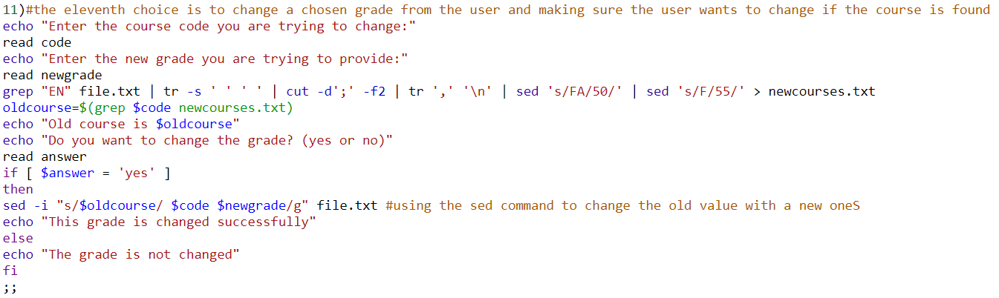 11)#the eleventh choice is to change a chosen grade from the user and making sure the user wants to change if the course is found
echo "Enter the course code you are trying to change:"
read code
echo "Enter the new grade you are trying to provide:"
read newgrade
grep "EN" file.txt | tr -s ' ' ' ' | cut -d';' -f2 | tr ',' '\n' | sed 's/FA/50/' | sed 's/F/55/' > newcourses.txt
oldcourse=$(grep $code newcourses.txt)
echo "Old course is $oldcourse"
echo "Do you want to change the grade? (yes or no)"
read answer
if [ $answer = 'yes' ]
then
sed -i "s/$oldcourse/ $code $newgrade/g" file.txt #using the sed command to change the old value with a new oneS
echo "This grade is changed successfully"
else
echo "The grade is not changed"
fi
;;